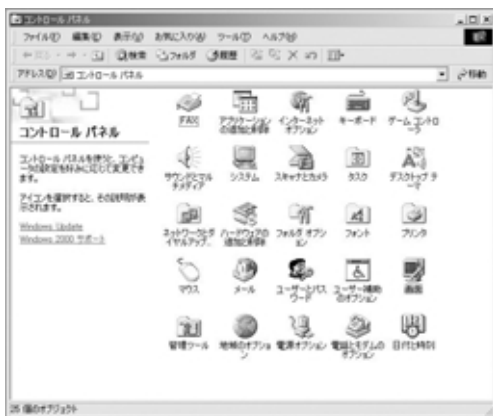 コントロール パネル
ファイル(F) 編集(E) 表示(V) お気に入り(A) ツール(T) ヘルプ(H)
検索 フォルダ 履歴
アドレス(D) コントロール パネル 移動
コントロール パネル
コントロール パネルを使うと、コンピュ
ータの設定を好みに応じて変更でき
ます。
アイコンを選択すると、その説明が表
示されます。
Windows Update
Windows 2000 サポート
FAX
アプリケーション
の追加と削除
インターネット
オプション
キーボード
ゲーム コントロ
ーラ
サウンドとマル
チメディア
システム
スキャナとカメラ
タスク
デスクトップ テ
ーマ
ネットワークとダ
イヤルアップ...
ハードウェアの
追加と削除
フォルダ オプシ
ョン
フォント
プリンタ
マウス
メール
ユーザーとパス
ワード
ユーザー補助
のオプション
画面
管理ツール
地域のオプショ
ン
電源オプション
電話とモデムの
オプション
日付と時刻
25 個のオブジェクト